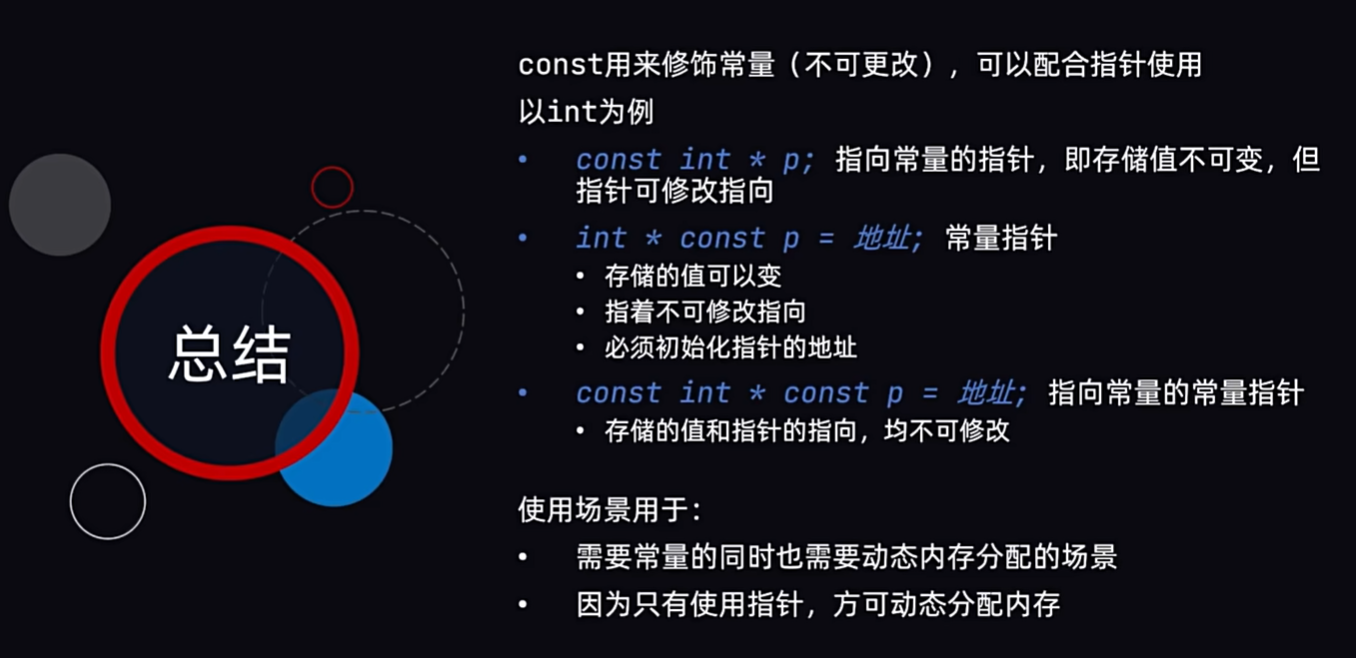 总结
const用来修饰常量（不可更改），可以配合指针使用
以int为例
• const int * p; 指向常量的指针，即存储值不可变，但
指针可修改指向
• int * const p = 地址; 常量指针
• 存储的值可以变
• 指着不可修改指向
• 必须初始化指针的地址
• const int * const p = 地址; 指向常量的常量指针
• 存储的值和指针的指向，均不可修改
使用场景用于：
• 需要常量的同时也需要动态内存分配的场景
• 因为只有使用指针，方可动态分配内存